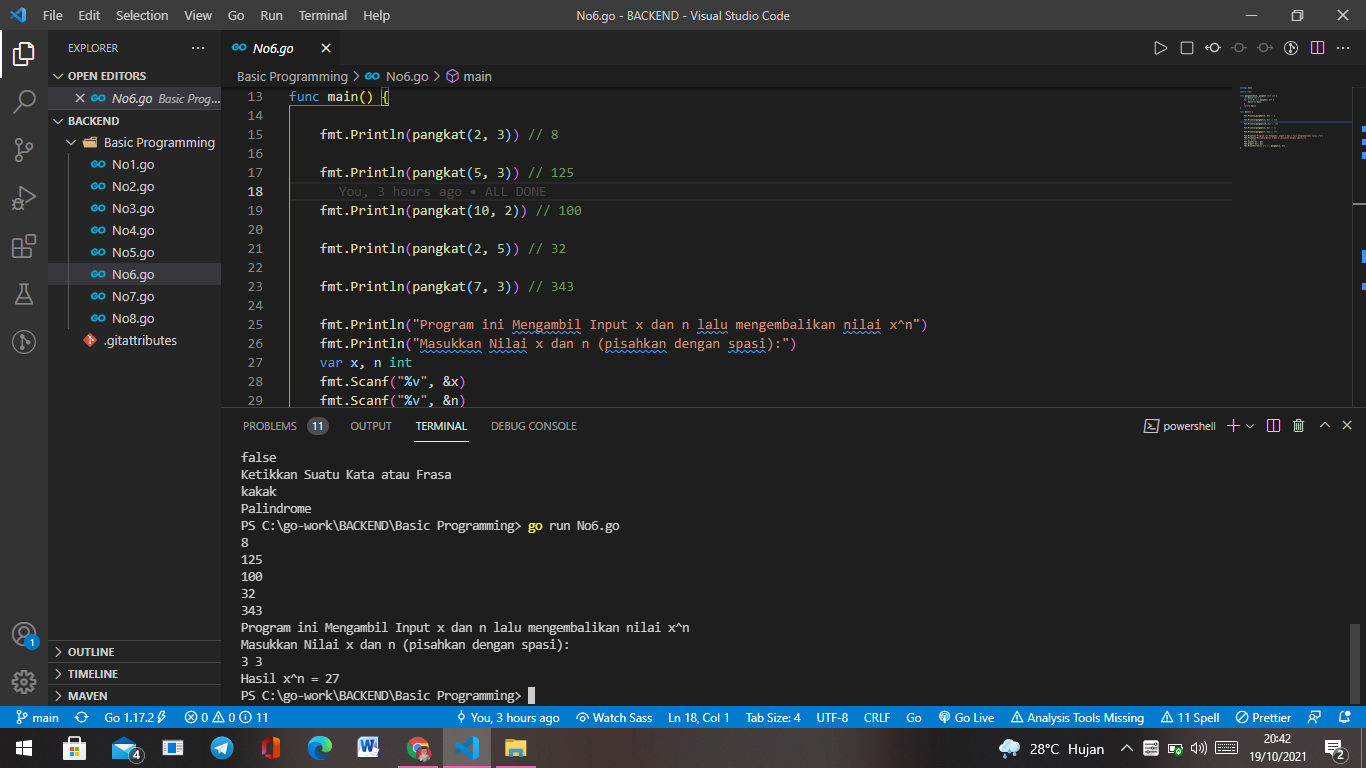 File Edit Selection View Go Run Terminal Help No6.go - BACKEND - Visual Studio Code
EXPLORER
OPEN EDITORS
No6.go Basic Prog...
BACKEND
Basic Programming
No1.go
No2.go
No3.go
No4.go
No5.go
No6.go
No7.go
No8.go
.gitattributes
OUTLINE
TIMELINE
MAVEN
No6.go
Basic Programming > No6.go > main
13 func main() {
14
15 fmt.Println(pangkat(2, 3)) // 8
16
17 fmt.Println(pangkat(5, 3)) // 125
18 You, 3 hours ago • ALL DONE
19 fmt.Println(pangkat(10, 2)) // 100
20
21 fmt.Println(pangkat(2, 5)) // 32
22
23 fmt.Println(pangkat(7, 3)) // 343
24
25 fmt.Println("Program ini Mengambil Input x dan n lalu mengembalikan nilai x^n")
26 fmt.Println("Masukkan Nilai x dan n (pisahkan dengan spasi):")
27 var x, n int
28 fmt.Scanf("%v", &x)
29 fmt.Scanf("%v", &n)
PROBLEMS 11 OUTPUT TERMINAL DEBUG CONSOLE powershell
false
Ketikkan Suatu Kata atau Frasa
kakak
Palindrome
PS C:\go-work\BACKEND\Basic Programming> go run No6.go
8
125
100
32
343
Program ini Mengambil Input x dan n lalu mengembalikan nilai x^n
Masukkan Nilai x dan n (pisahkan dengan spasi):
3 3
Hasil x^n = 27
PS C:\go-work\BACKEND\Basic Programming>
1
main Go 1.17.2 0 0 11 You, 3 hours ago Watch Sass Ln 18, Col 1 Tab Size: 4 UTF-8 CRLF Go Go Live Analysis Tools Missing 11 Spell Prettier
4 28°C Hujan 20:42
19/10/2021 2